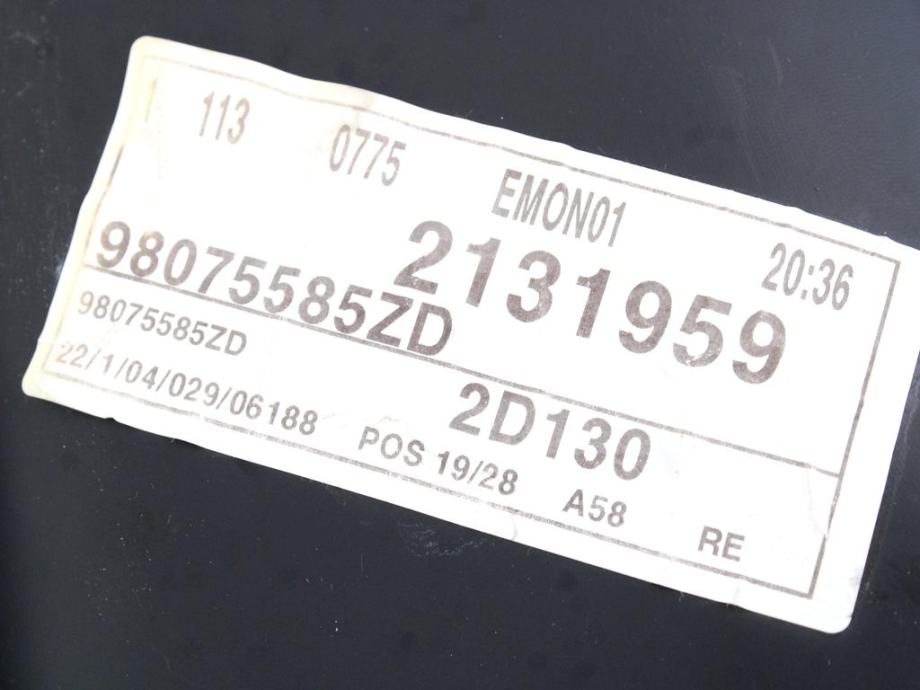 113 0775 EMON01 20:36
98075585ZD 2131959
98075585ZD 2D130
22/1/04/029/06188 POS 19/28 A58 RE